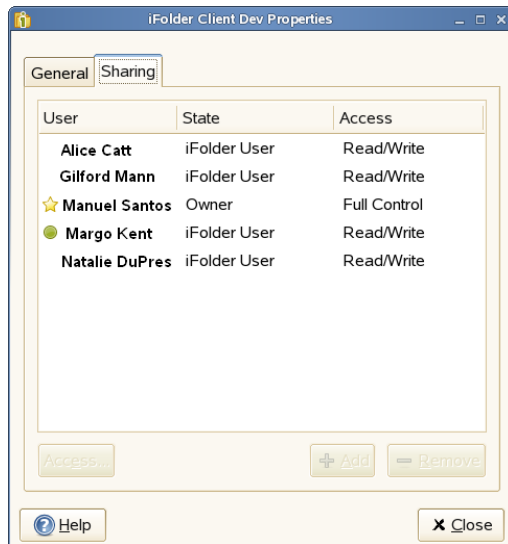 iFolder Client Dev Properties
General Sharing
User State Access
Alice Catt iFolder User Read/Write
Gilford Mann iFolder User Read/Write
Manuel Santos Owner Full Control
Margo Kent iFolder User Read/Write
Natalie DuPres iFolder User Read/Write
Access... Add Remove
Help Close